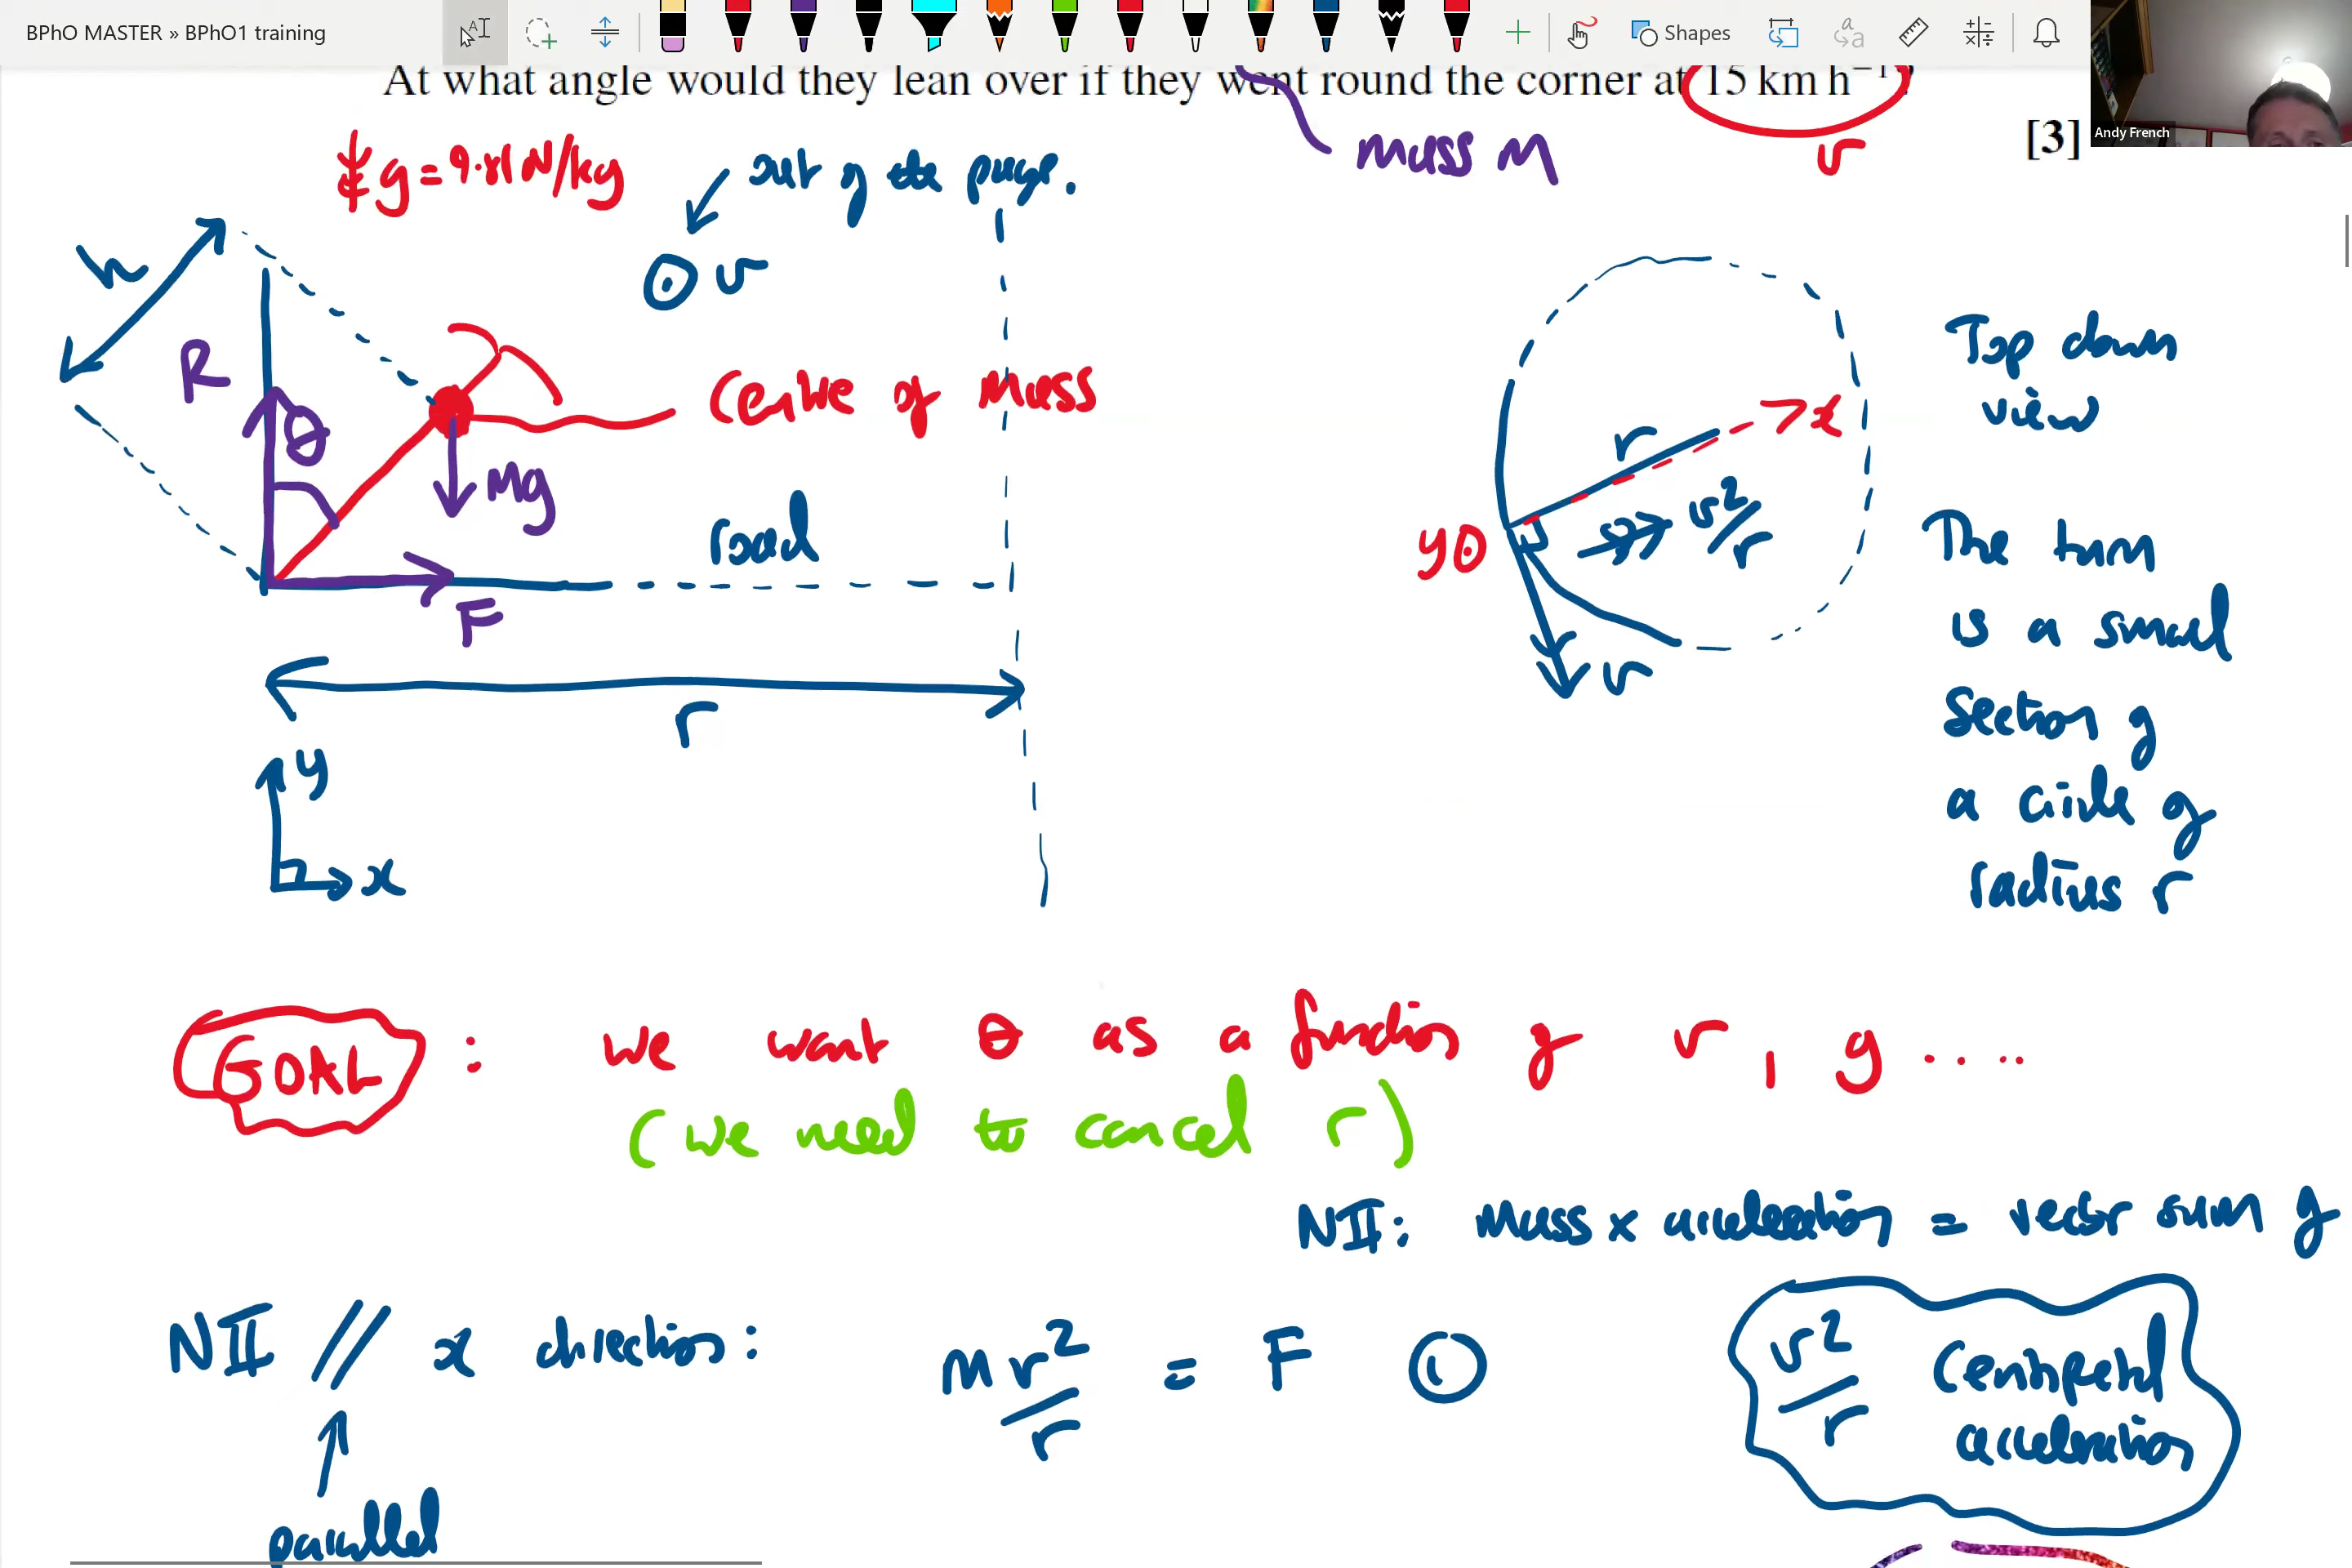 BPhO MASTER » BPhO1 training
Shapes
Andy French
At what angle would they lean over if they went round the corner at 15 km h⁻¹?
[3]
g = 9.81 N/kg
out of the page.
mass M
v
h
v
R
θ
Centre of mass
Mg
road
F
r
y
x
Top down
view
r
x
v²/r
y
v
The turn
is a small
section of
a circle of
radius r
GOAL : we want θ as a function of v, g ....
(we need to cancel r)
NII: Mass x acceleration = vector sum of
NII // x direction: Mv²/r = F ①
v²/r Centripetal
acceleration
parallel